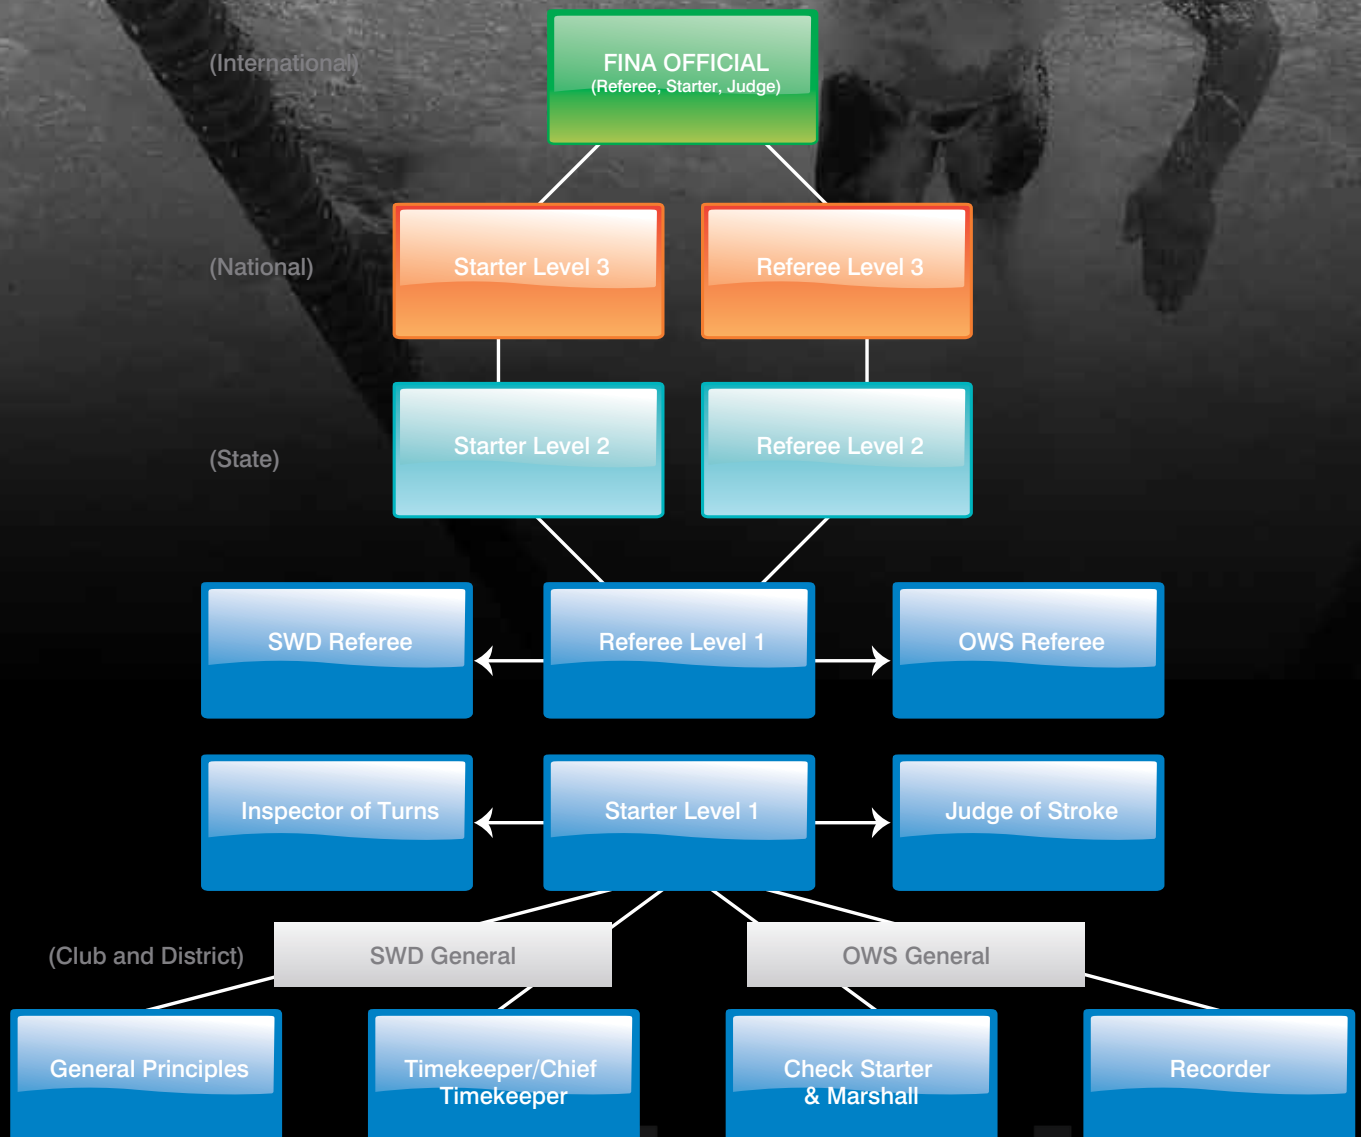 (International)
FINA OFFICIAL
(Referee, Starter, Judge)
(National)
Starter Level 3
Referee Level 3
(State)
Starter Level 2
Referee Level 2
SWD Referee
Referee Level 1
OWS Referee
Inspector of Turns
Starter Level 1
Judge of Stroke
(Club and District)
SWD General
OWS General
General Principles
Timekeeper/Chief
Timekeeper
Check Starter
& Marshall
Recorder